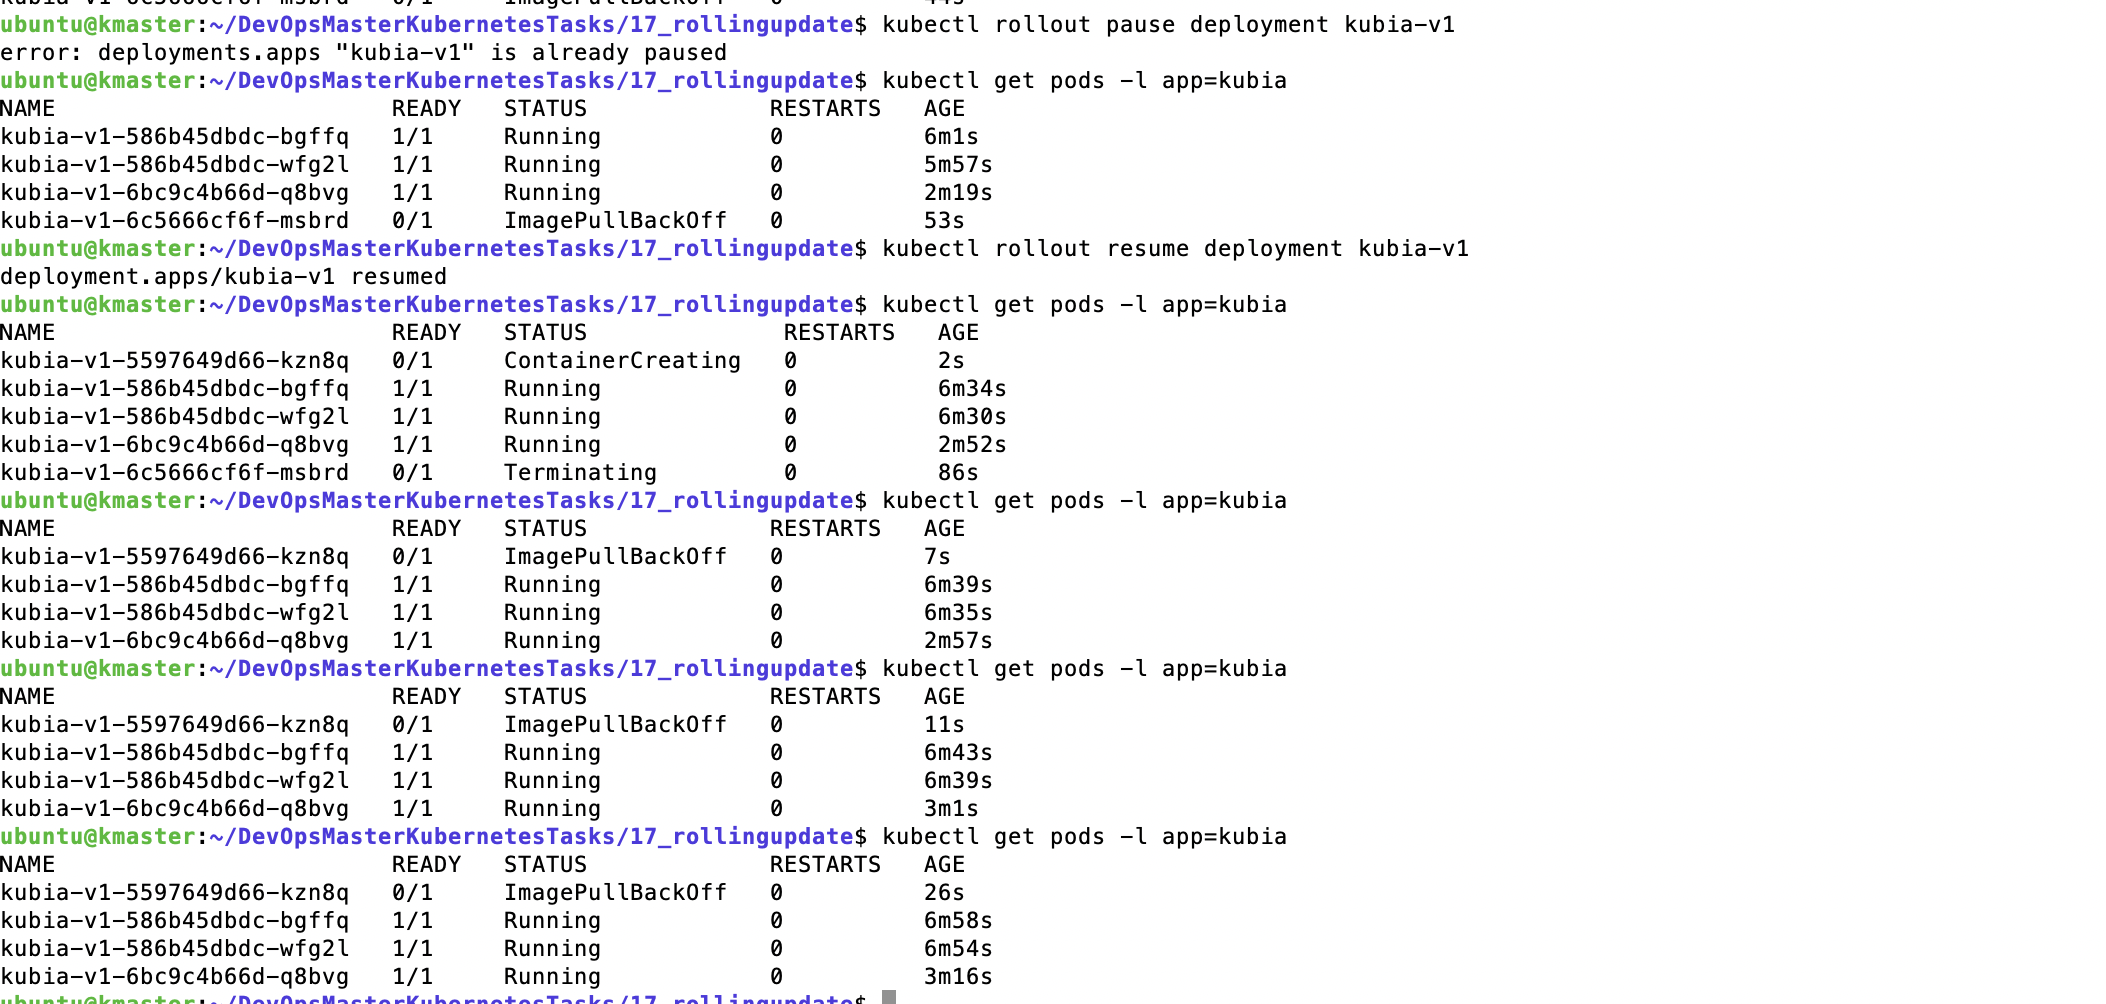 kubia-v1-6c5666cf6f-msbrd   0/1     ImagePullBackOff   0          44s
ubuntu@kmaster:~/DevOpsMasterKubernetesTasks/17_rollingupdate$ kubectl rollout pause deployment kubia-v1
error: deployments.apps "kubia-v1" is already paused
ubuntu@kmaster:~/DevOpsMasterKubernetesTasks/17_rollingupdate$ kubectl get pods -l app=kubia
NAME                        READY   STATUS             RESTARTS   AGE
kubia-v1-586b45dbdc-bgffq   1/1     Running            0          6m1s
kubia-v1-586b45dbdc-wfg2l   1/1     Running            0          5m57s
kubia-v1-6bc9c4b66d-q8bvg   1/1     Running            0          2m19s
kubia-v1-6c5666cf6f-msbrd   0/1     ImagePullBackOff   0          53s
ubuntu@kmaster:~/DevOpsMasterKubernetesTasks/17_rollingupdate$ kubectl rollout resume deployment kubia-v1
deployment.apps/kubia-v1 resumed
ubuntu@kmaster:~/DevOpsMasterKubernetesTasks/17_rollingupdate$ kubectl get pods -l app=kubia
NAME                        READY   STATUS              RESTARTS   AGE
kubia-v1-5597649d66-kzn8q   0/1     ContainerCreating   0          2s
kubia-v1-586b45dbdc-bgffq   1/1     Running             0          6m34s
kubia-v1-586b45dbdc-wfg2l   1/1     Running             0          6m30s
kubia-v1-6bc9c4b66d-q8bvg   1/1     Running             0          2m52s
kubia-v1-6c5666cf6f-msbrd   0/1     Terminating         0          86s
ubuntu@kmaster:~/DevOpsMasterKubernetesTasks/17_rollingupdate$ kubectl get pods -l app=kubia
NAME                        READY   STATUS             RESTARTS   AGE
kubia-v1-5597649d66-kzn8q   0/1     ImagePullBackOff   0          7s
kubia-v1-586b45dbdc-bgffq   1/1     Running            0          6m39s
kubia-v1-586b45dbdc-wfg2l   1/1     Running            0          6m35s
kubia-v1-6bc9c4b66d-q8bvg   1/1     Running            0          2m57s
ubuntu@kmaster:~/DevOpsMasterKubernetesTasks/17_rollingupdate$ kubectl get pods -l app=kubia
NAME                        READY   STATUS             RESTARTS   AGE
kubia-v1-5597649d66-kzn8q   0/1     ImagePullBackOff   0          11s
kubia-v1-586b45dbdc-bgffq   1/1     Running            0          6m43s
kubia-v1-586b45dbdc-wfg2l   1/1     Running            0          6m39s
kubia-v1-6bc9c4b66d-q8bvg   1/1     Running            0          3m1s
ubuntu@kmaster:~/DevOpsMasterKubernetesTasks/17_rollingupdate$ kubectl get pods -l app=kubia
NAME                        READY   STATUS             RESTARTS   AGE
kubia-v1-5597649d66-kzn8q   0/1     ImagePullBackOff   0          26s
kubia-v1-586b45dbdc-bgffq   1/1     Running            0          6m58s
kubia-v1-586b45dbdc-wfg2l   1/1     Running            0          6m54s
kubia-v1-6bc9c4b66d-q8bvg   1/1     Running            0          3m16s
ubuntu@kmaster:~/DevOpsMasterKubernetesTasks/17_rollingupdate$